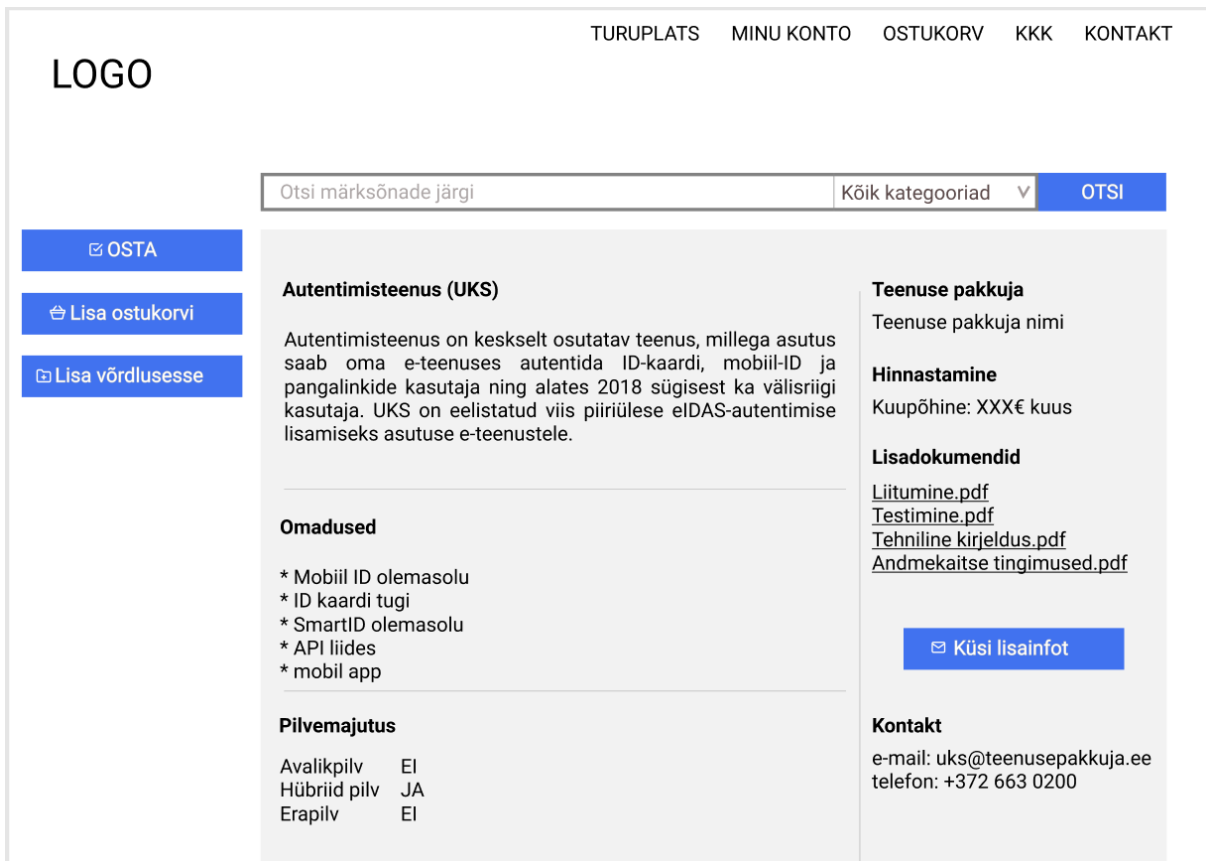 TURUPLATS MINU KONTO OSTUKORV KKK KONTAKT
LOGO
Otsi märksõnade järgi Kõik kategooriad OTSI
OSTA
Lisa ostukorvi
Lisa võrdlusesse
Autentimisteenus (UKS)
Autentimisteenus on keskselt osutatav teenus, millega asutus
saab oma e-teenuses autentida ID-kaardi, mobiil-ID ja
pangalinkide kasutaja ning alates 2018 sügisest ka välisriigi
kasutaja. UKS on eelistatud viis piiriülese eIDAS-autentimise
lisamiseks asutuse e-teenustele.
Omadused
* Mobiil ID olemasolu
* ID kaardi tugi
* SmartID olemasolu
* API liides
* mobil app
Pilvemajutus
Avalikpilv EI
Hübriid pilv JA
Erapilv EI
Teenuse pakkuja
Teenuse pakkuja nimi
Hinnastamine
Kuupõhine: XXX€ kuus
Lisadokumendid
Liitumine.pdf
Testimine.pdf
Tehniline kirjeldus.pdf
Andmekaitse tingimused.pdf
Küsi lisainfot
Kontakt
e-mail: uks@teenusepakkuja.ee
telefon: +372 663 0200